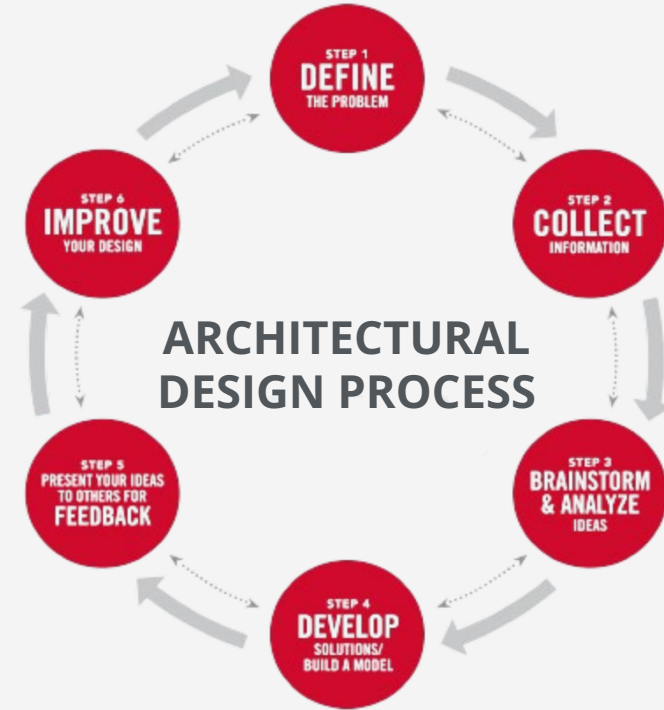 STEP 1
DEFINE
THE PROBLEM
STEP 2
COLLECT
INFORMATION
STEP 3
BRAINSTORM
& ANALYZE
IDEAS
STEP 4
DEVELOP
SOLUTIONS/
BUILD A MODEL
STEP 5
PRESENT YOUR IDEAS
TO OTHERS FOR
FEEDBACK
STEP 6
IMPROVE
YOUR DESIGN
ARCHITECTURAL
DESIGN PROCESS